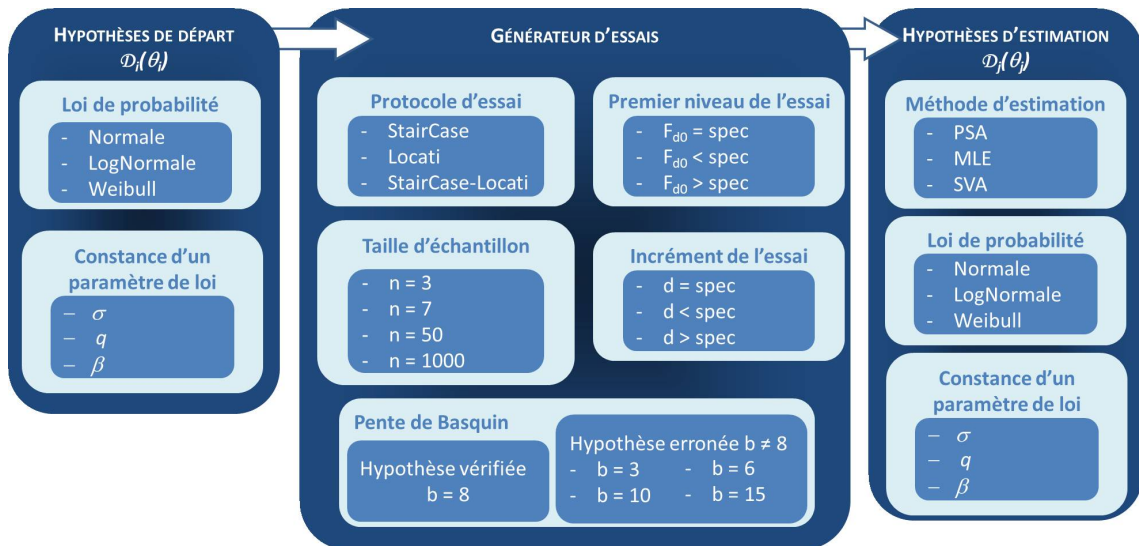 HYPOTHÈSES DE DÉPART
𝒟i(θi)
Loi de probabilité
- Normale
- LogNormale
- Weibull
Constance d'un
paramètre de loi
– σ
– q
– β
GÉNÉRATEUR D'ESSAIS
Protocole d'essai
- StairCase
- Locati
- StairCase-Locati
Premier niveau de l'essai
- Fd0 = spec
- Fd0 < spec
- Fd0 > spec
Taille d'échantillon
- n = 3
- n = 7
- n = 50
- n = 1000
Incrément de l'essai
- d = spec
- d < spec
- d > spec
Pente de Basquin
Hypothèse vérifiée
b = 8
Hypothèse erronée b ≠ 8
- b = 3 - b = 6
- b = 10 - b = 15
HYPOTHÈSES D'ESTIMATION
𝒟j(θj)
Méthode d'estimation
- PSA
- MLE
- SVA
Loi de probabilité
- Normale
- LogNormale
- Weibull
Constance d'un
paramètre de loi
– σ
– q
– β